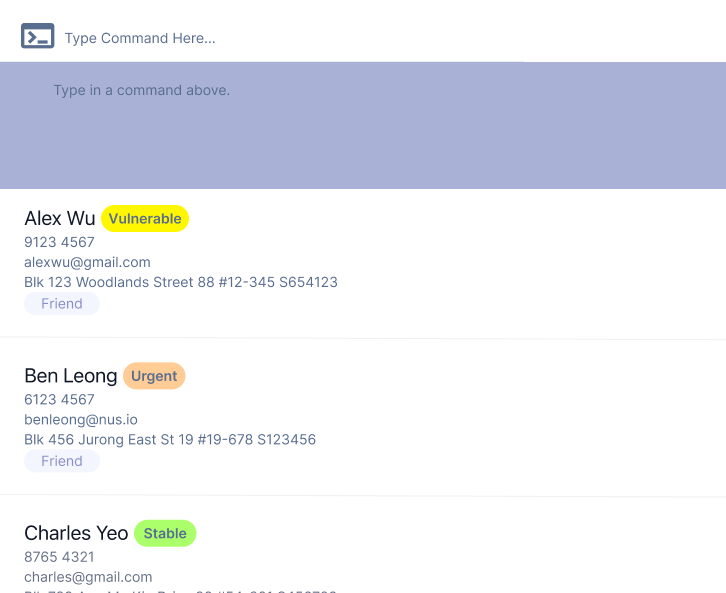 Type Command Here...
Type in a command above.
Alex Wu Vulnerable
9123 4567
alexwu@gmail.com
Blk 123 Woodlands Street 88 #12-345 S654123
Friend
Ben Leong Urgent
6123 4567
benleong@nus.io
Blk 456 Jurong East St 19 #19-678 S123456
Friend
Charles Yeo Stable
8765 4321
charles@gmail.com